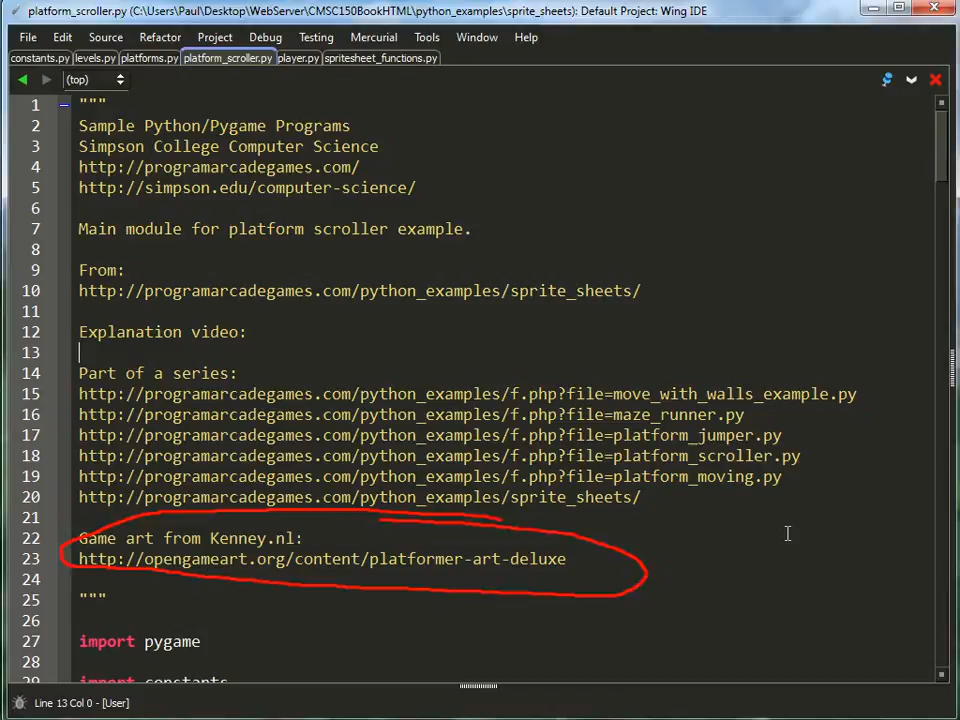 platform_scroller.py (C:\Users\Paul\Desktop\WebServer\CMSC150BookHTML\python_examples\sprite_sheets): Default Project: Wing IDE
File Edit Source Refactor Project Debug Testing Mercurial Tools Window Help
constants.py levels.py platforms.py platform_scroller.py player.py spritesheet_functions.py
(top)
1 """
2 Sample Python/Pygame Programs
3 Simpson College Computer Science
4 http://programarcadegames.com/
5 http://simpson.edu/computer-science/
6
7 Main module for platform scroller example.
8
9 From:
10 http://programarcadegames.com/python_examples/sprite_sheets/
11
12 Explanation video:
13
14 Part of a series:
15 http://programarcadegames.com/python_examples/f.php?file=move_with_walls_example.py
16 http://programarcadegames.com/python_examples/f.php?file=maze_runner.py
17 http://programarcadegames.com/python_examples/f.php?file=platform_jumper.py
18 http://programarcadegames.com/python_examples/f.php?file=platform_scroller.py
19 http://programarcadegames.com/python_examples/f.php?file=platform_moving.py
20 http://programarcadegames.com/python_examples/sprite_sheets/
21
22 Game art from Kenney.nl:
23 http://opengameart.org/content/platformer-art-deluxe
24
25 """
26
27 import pygame
28
29 import constants
Line 13 Col 0 - [User]